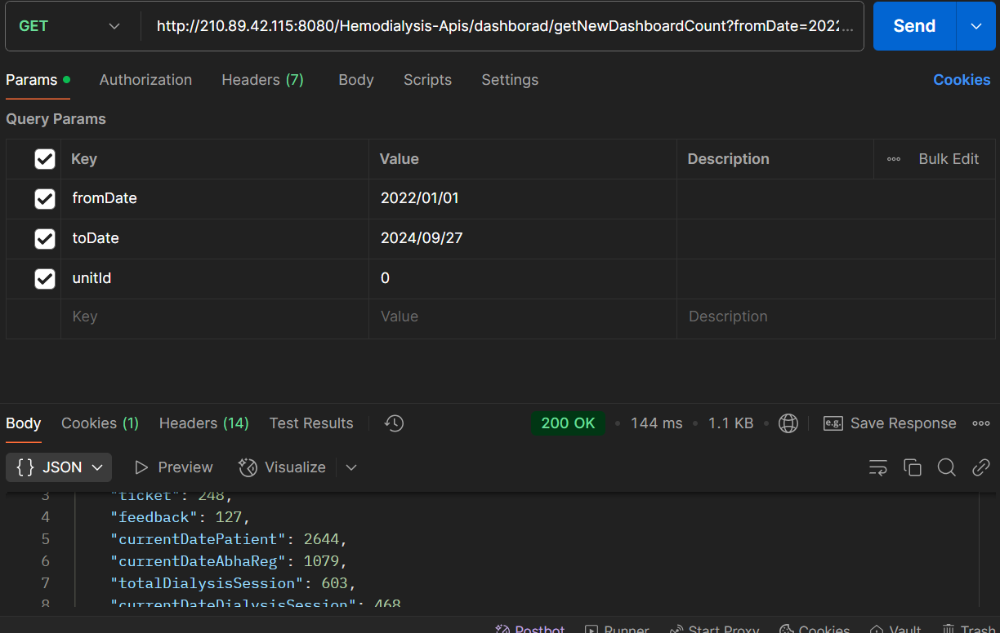 GET http://210.89.42.115:8080/Hemodialysis-Apis/dashborad/getNewDashboardCount?fromDate=2022... Send
Params Authorization Headers (7) Body Scripts Settings Cookies
Query Params
Key Value Description Bulk Edit
fromDate 2022/01/01
toDate 2024/09/27
unitId 0
Key Value Description
Body Cookies (1) Headers (14) Test Results 200 OK • 144 ms • 1.1 KB • e.g. Save Response
{} JSON Preview Visualize
3 "ticket": 248,
4 "feedback": 127,
5 "currentDatePatient": 2644,
6 "currentDateAbhaReg": 1079,
7 "totalDialysisSession": 603,
8 "currentDateDialysisSession": 468
Postbot Runner Start Proxy Cookies Vault Trash